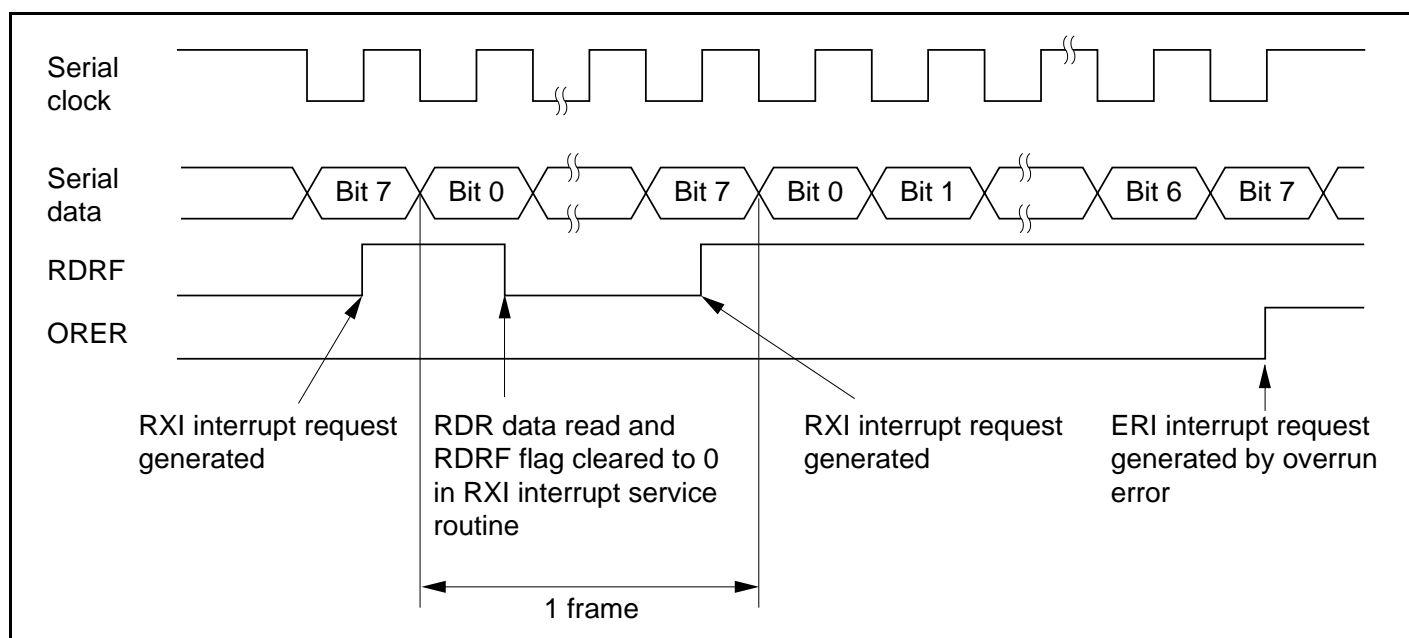 Serial
clock
Serial
data
Bit 7
Bit 0
Bit 7
Bit 0
Bit 1
Bit 6
Bit 7
RDRF
ORER
RXI interrupt request
generated
RDR data read and
RDRF flag cleared to 0
in RXI interrupt service
routine
RXI interrupt request
generated
ERI interrupt request
generated by overrun
error
1 frame